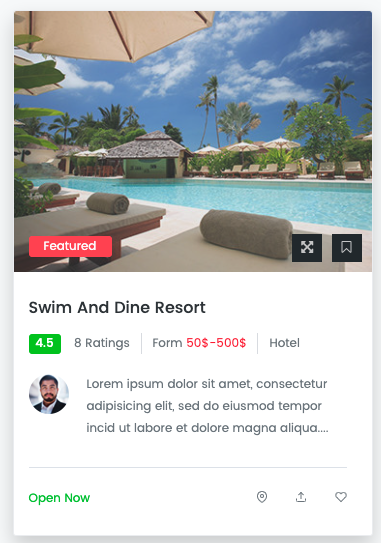 Featured
Swim And Dine Resort
4.5 8 Ratings Form 50$-500$ Hotel
Lorem ipsum dolor sit amet, consectetur
adipisicing elit, sed do eiusmod tempor
incid ut labore et dolore magna aliqua....
Open Now